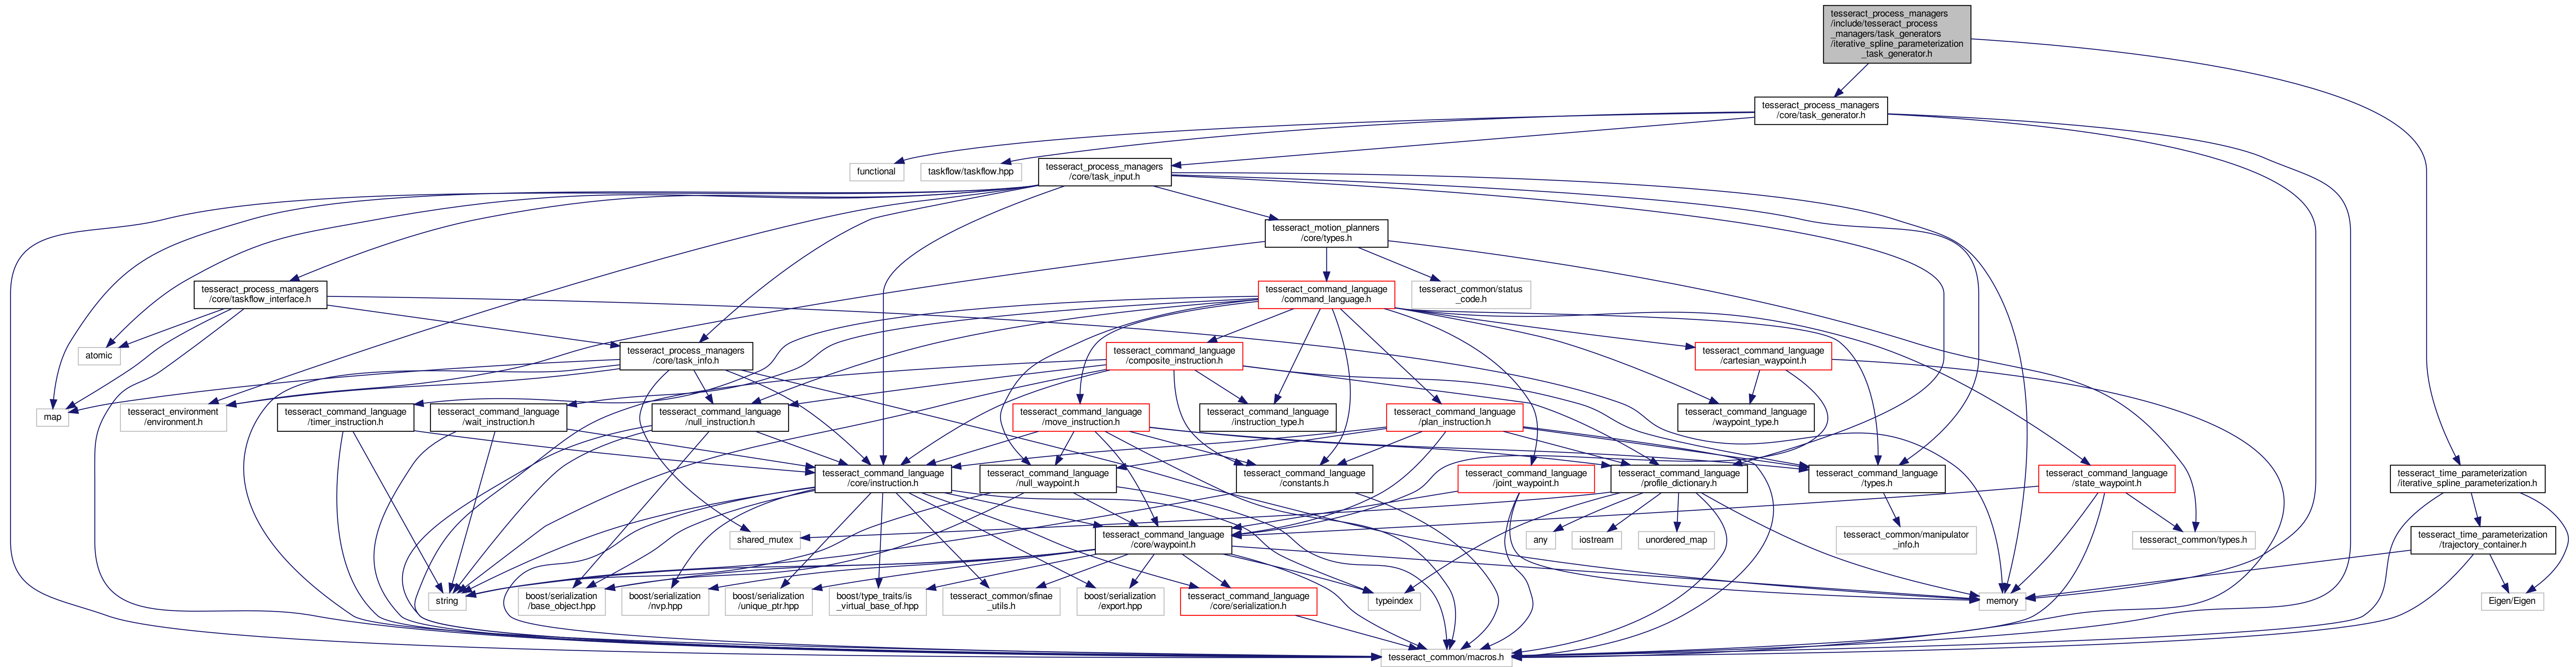 tesseract_process_managers
/include/tesseract_process
_managers/task_generators
/iterative_spline_parameterization
_task_generator.h
tesseract_process_managers
/core/task_generator.h
functional
taskflow/taskflow.hpp
tesseract_process_managers
/core/task_input.h
tesseract_motion_planners
/core/types.h
tesseract_process_managers
/core/taskflow_interface.h
tesseract_command_language
/command_language.h
tesseract_common/status
_code.h
atomic
tesseract_process_managers
/core/task_info.h
tesseract_command_language
/composite_instruction.h
tesseract_command_language
/cartesian_waypoint.h
map
tesseract_environment
/environment.h
tesseract_command_language
/timer_instruction.h
tesseract_command_language
/wait_instruction.h
tesseract_command_language
/null_instruction.h
tesseract_command_language
/move_instruction.h
tesseract_command_language
/instruction_type.h
tesseract_command_language
/plan_instruction.h
tesseract_command_language
/waypoint_type.h
tesseract_command_language
/core/instruction.h
tesseract_command_language
/null_waypoint.h
tesseract_command_language
/constants.h
tesseract_command_language
/joint_waypoint.h
tesseract_command_language
/profile_dictionary.h
tesseract_command_language
/types.h
tesseract_command_language
/state_waypoint.h
tesseract_time_parameterization
/iterative_spline_parameterization.h
shared_mutex
tesseract_command_language
/core/waypoint.h
any
iostream
unordered_map
tesseract_common/manipulator
_info.h
tesseract_common/types.h
tesseract_time_parameterization
/trajectory_container.h
string
boost/serialization
/base_object.hpp
boost/serialization
/nvp.hpp
boost/serialization
/unique_ptr.hpp
boost/type_traits/is
_virtual_base_of.hpp
tesseract_common/sfinae
_utils.h
boost/serialization
/export.hpp
tesseract_command_language
/core/serialization.h
typeindex
memory
Eigen/Eigen
tesseract_common/macros.h